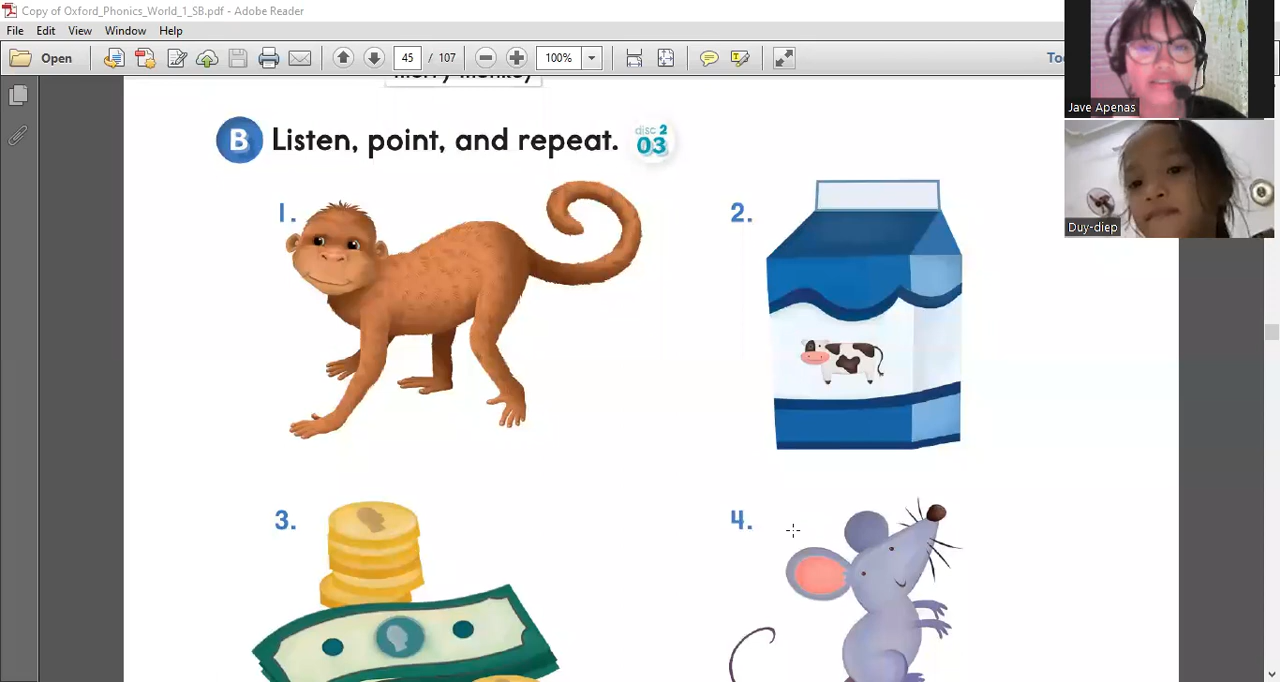 Copy of Oxford_Phonics_World_1_SB.pdf - Adobe Reader
File Edit View Window Help
Open 45 / 107 100%
Jave Apenas
Duy-diep
B Listen, point, and repeat. disc 2 03
1.
2.
3.
4.